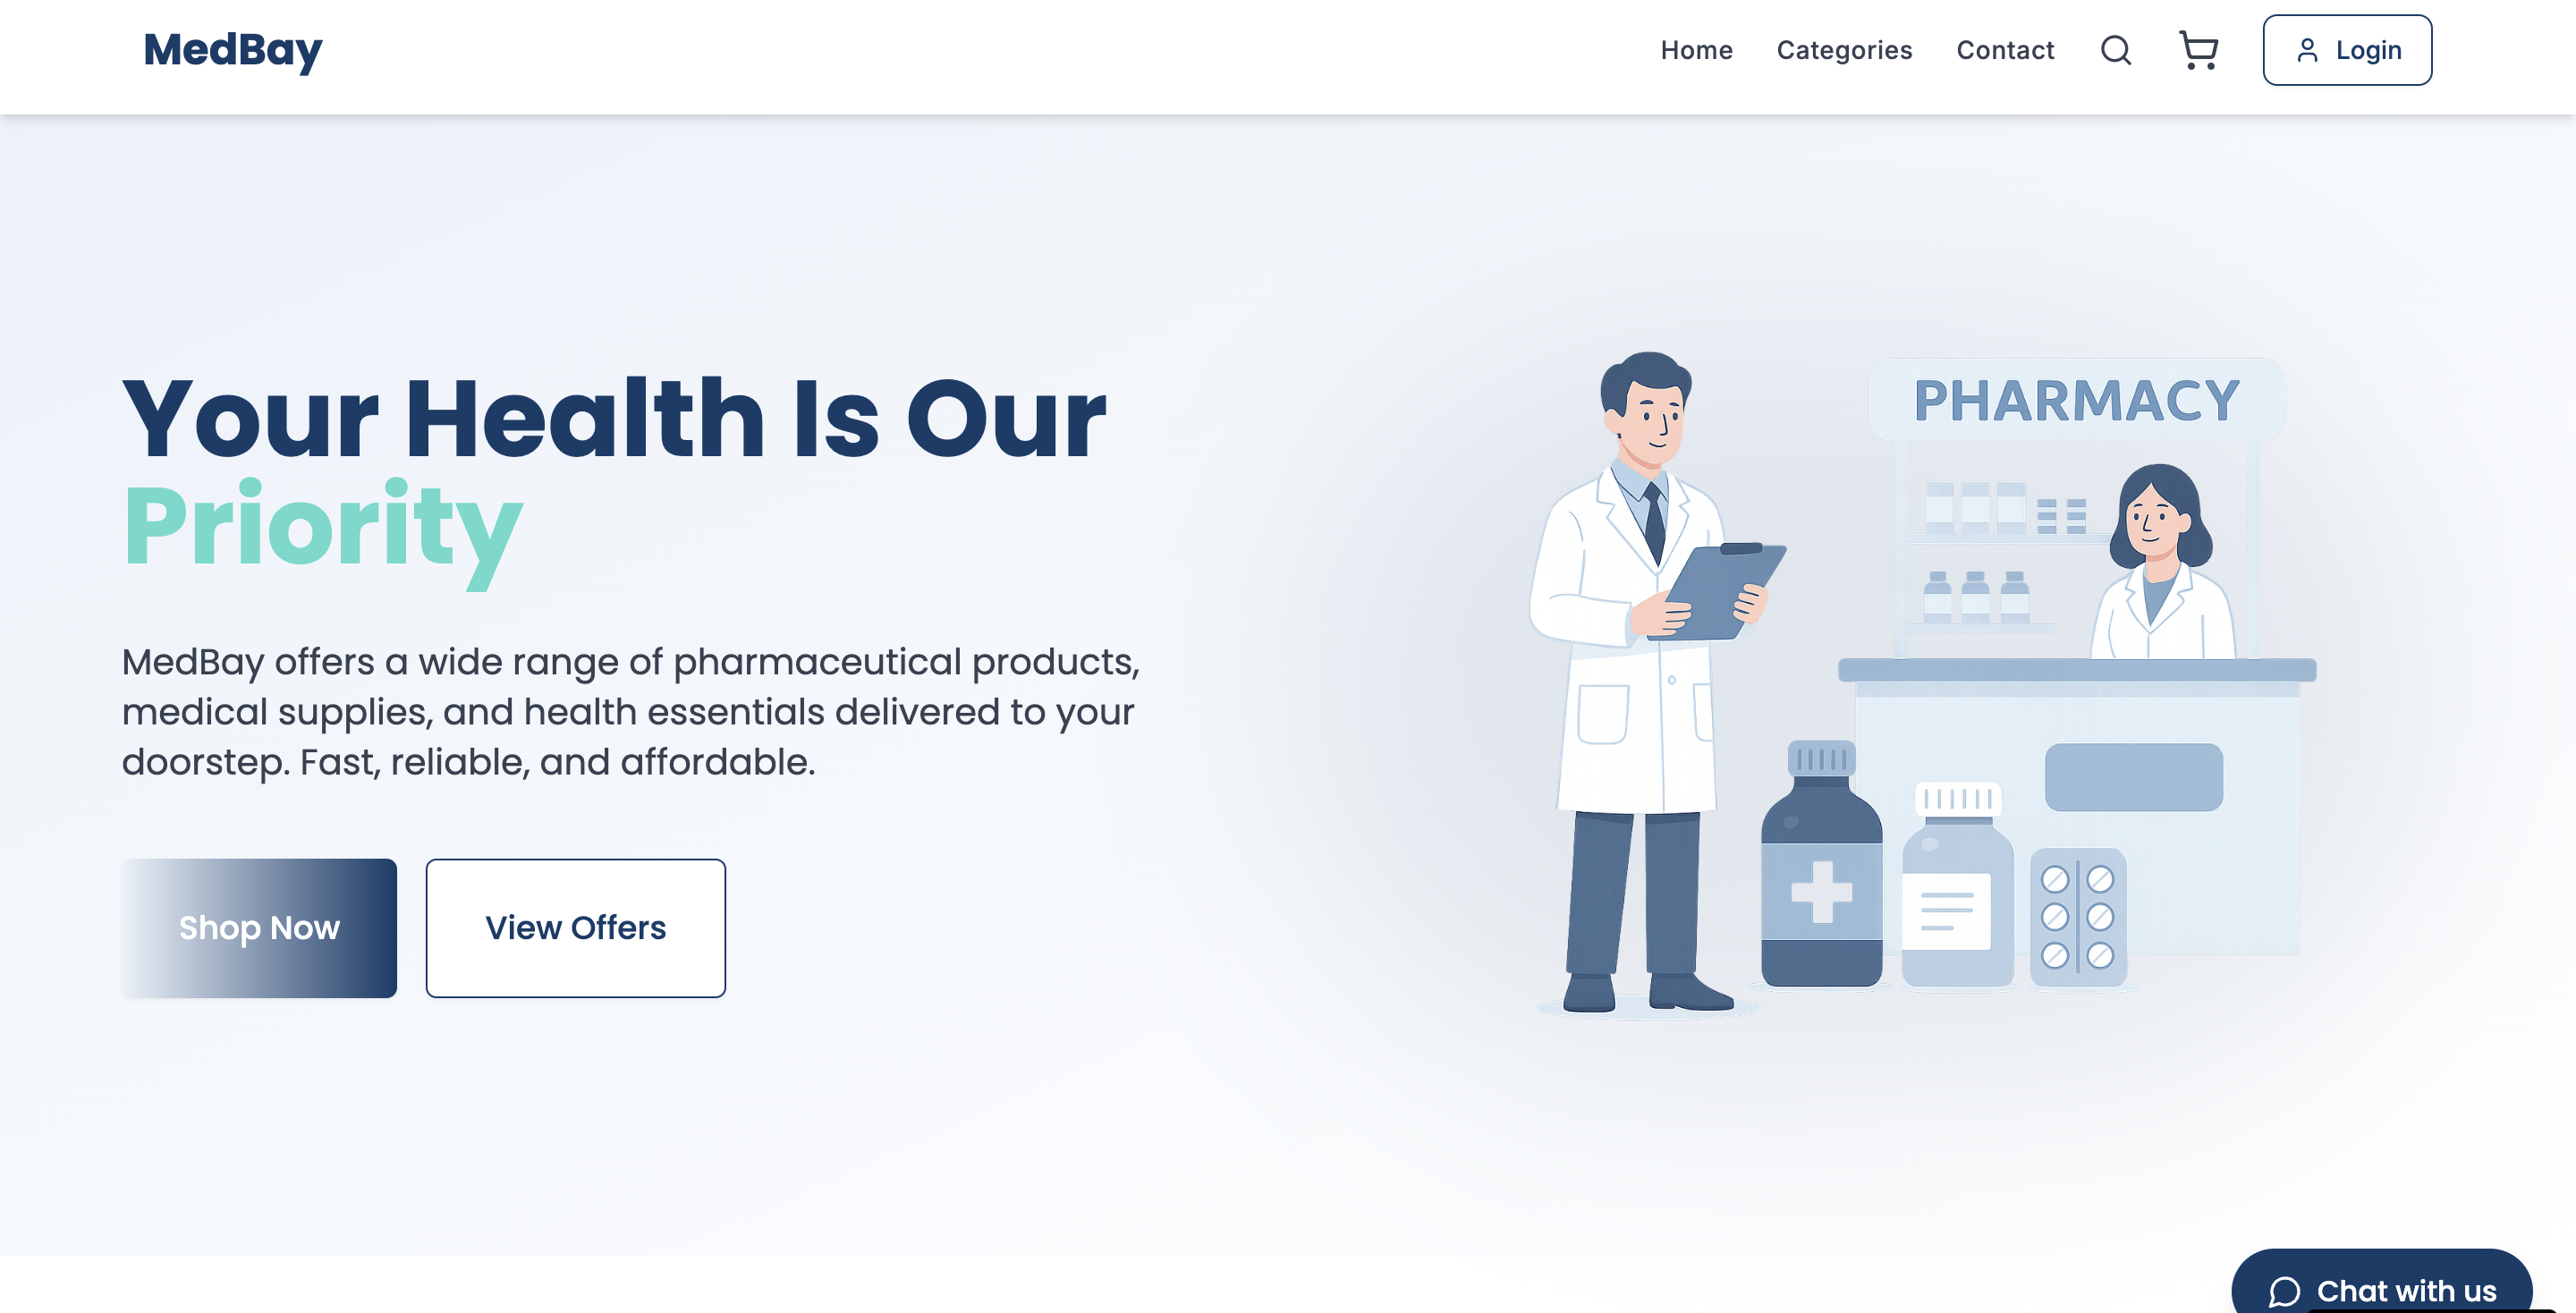 MedBay
Home
Categories
Contact
Login
Your Health Is Our
Priority
MedBay offers a wide range of pharmaceutical products,
medical supplies, and health essentials delivered to your
doorstep. Fast, reliable, and affordable.
Shop Now
View Offers
PHARMACY
Chat with us